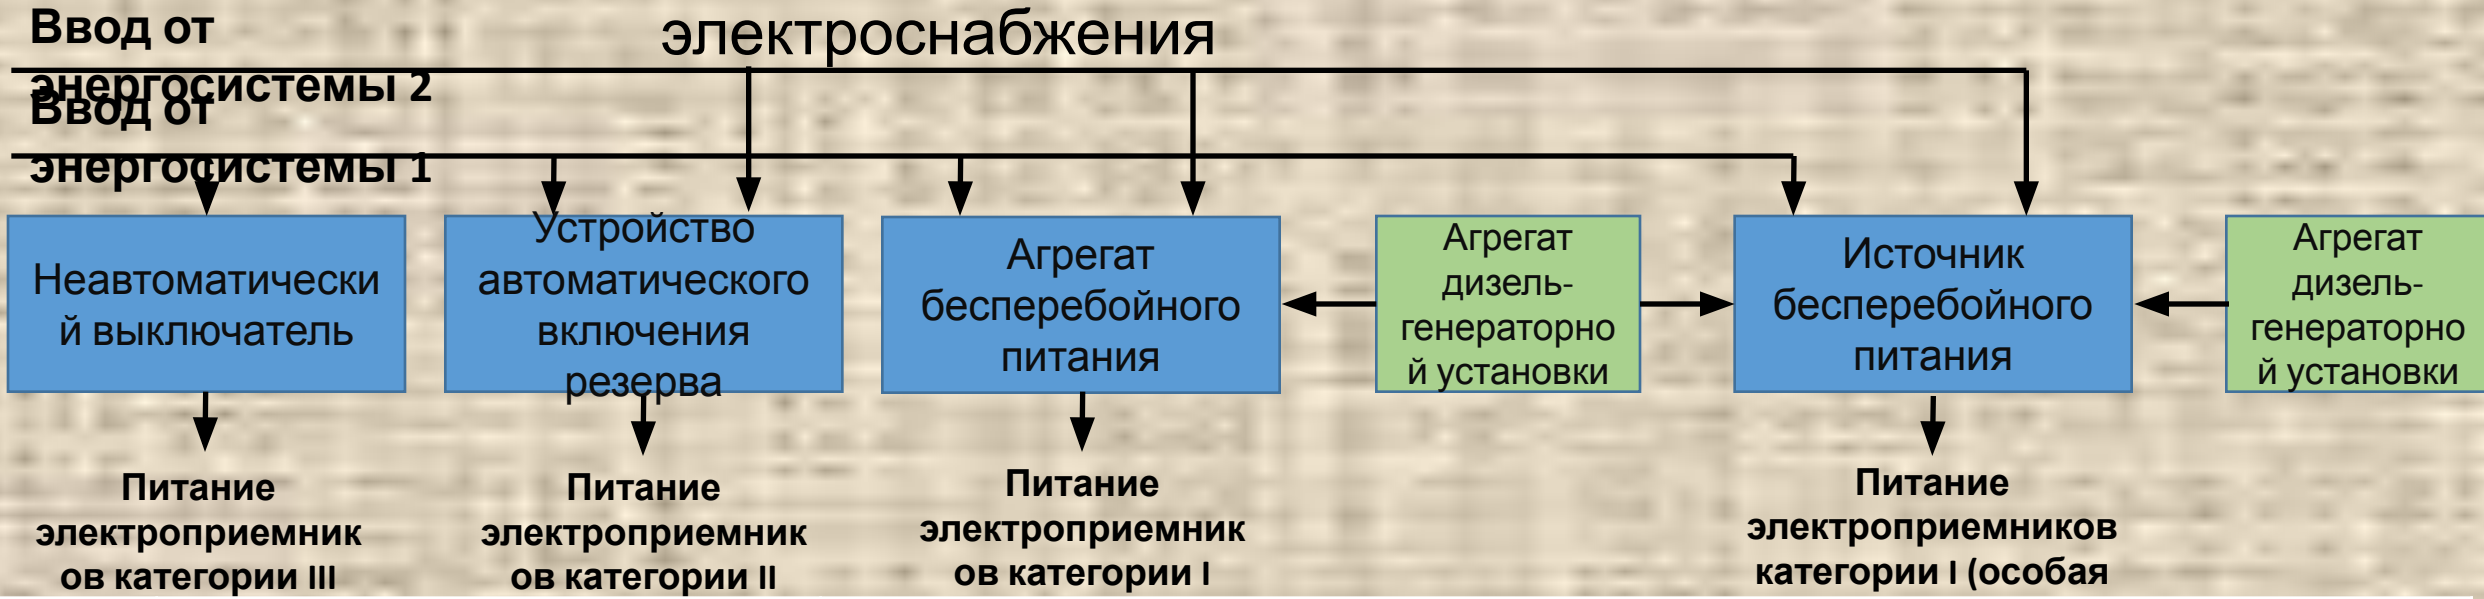 электроснабжения
Ввод от
энергосистемы 2
Ввод от
энергосистемы 1
Неавтоматически
й выключатель
Устройство
автоматического
включения
резерва
Агрегат
бесперебойного
питания
Агрегат
дизель-
генераторно
й установки
Источник
бесперебойного
питания
Агрегат
дизель-
генераторно
й установки
Питание
электроприемник
ов категории III
Питание
электроприемник
ов категории II
Питание
электроприемник
ов категории I
Питание
электроприемников
категории I (особая